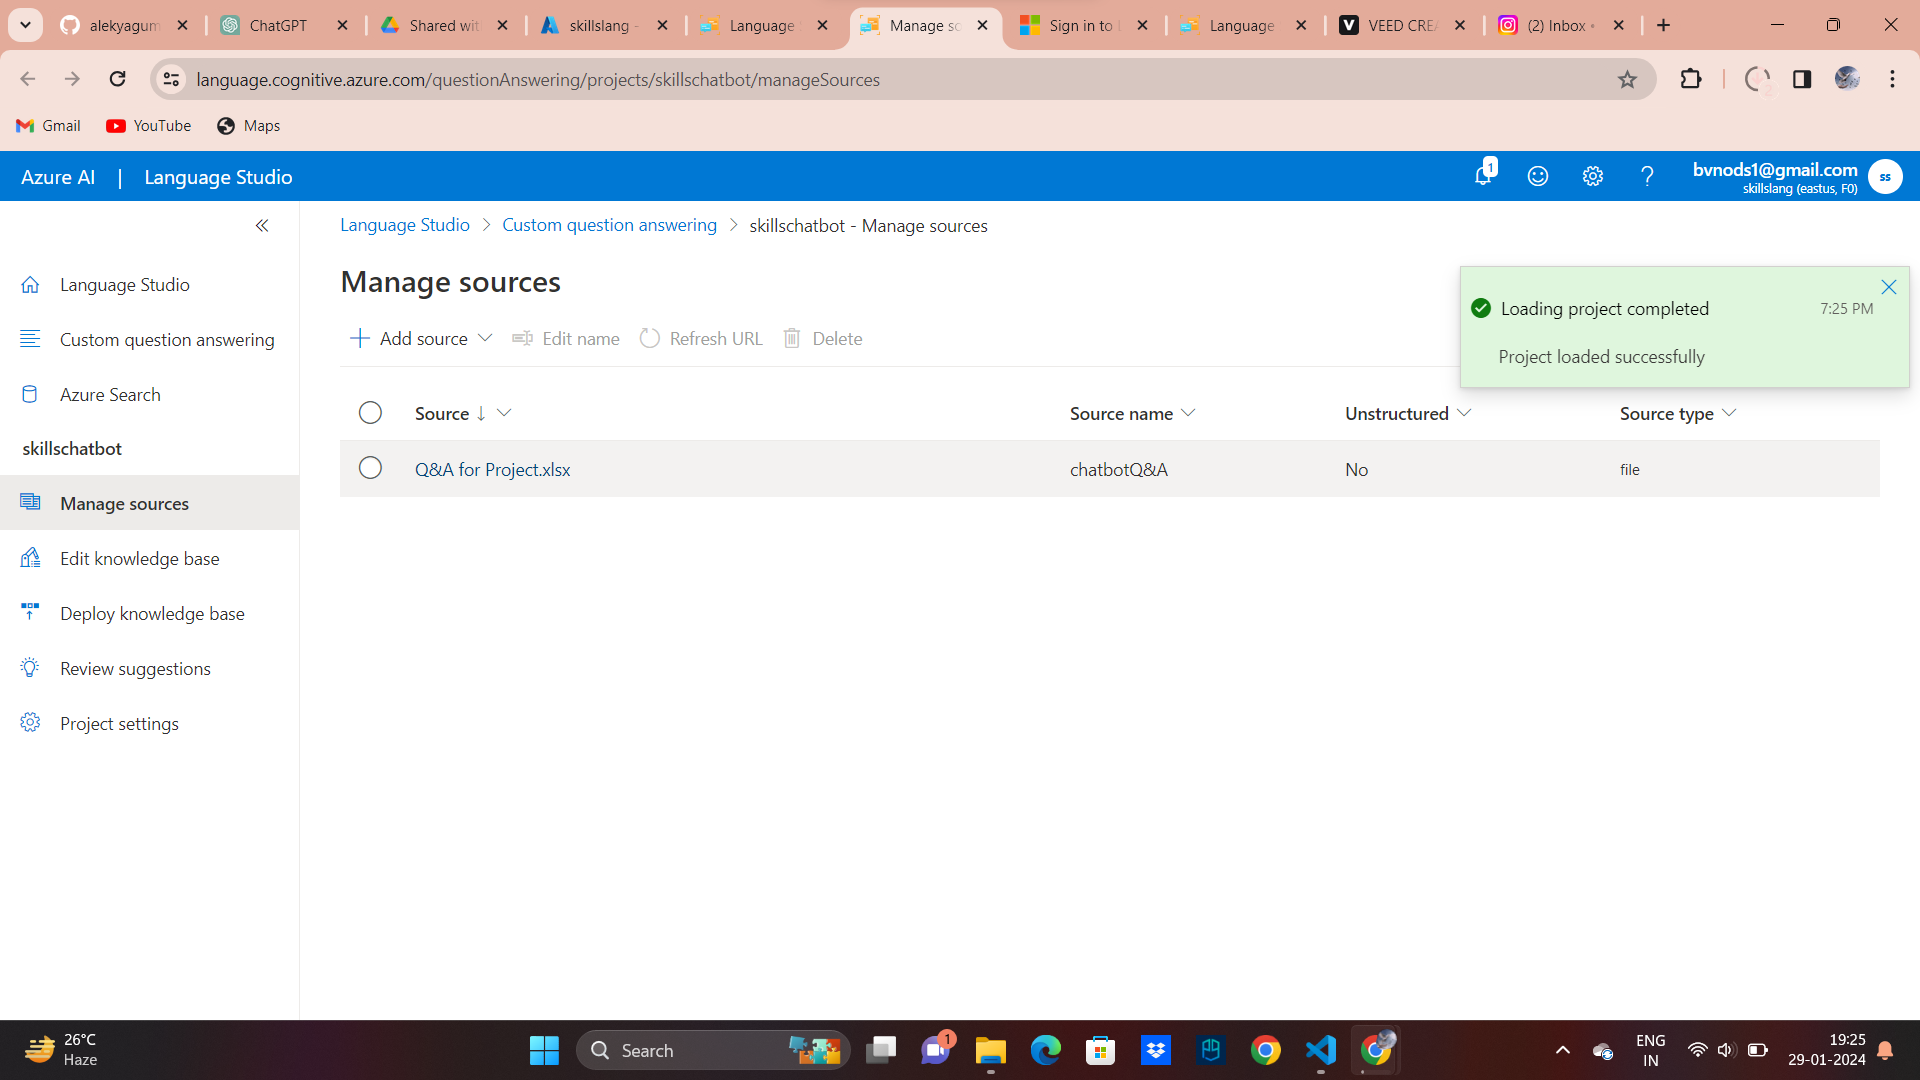 alekyagum
ChatGPT
Shared wit
skillslang -
Language
Manage so
Sign in to
Language
VEED CREA
(2) Inbox •
language.cognitive.azure.com/questionAnswering/projects/skillschatbot/manageSources
2
Gmail
YouTube
Maps
Azure AI | Language Studio
1
bvnods1@gmail.com
skillslang (eastus, F0)
ss
Language Studio > Custom question answering > skillschatbot - Manage sources
Language Studio
Custom question answering
Azure Search
skillschatbot
Manage sources
Edit knowledge base
Deploy knowledge base
Review suggestions
Project settings
Manage sources
Add source
Edit name
Refresh URL
Delete
Loading project completed
7:25 PM
Project loaded successfully
Source
Source name
Unstructured
Source type
Q&A for Project.xlsx
chatbotQ&A
No
file
26°C
Haze
Search
1
ENG
IN
19:25
29-01-2024